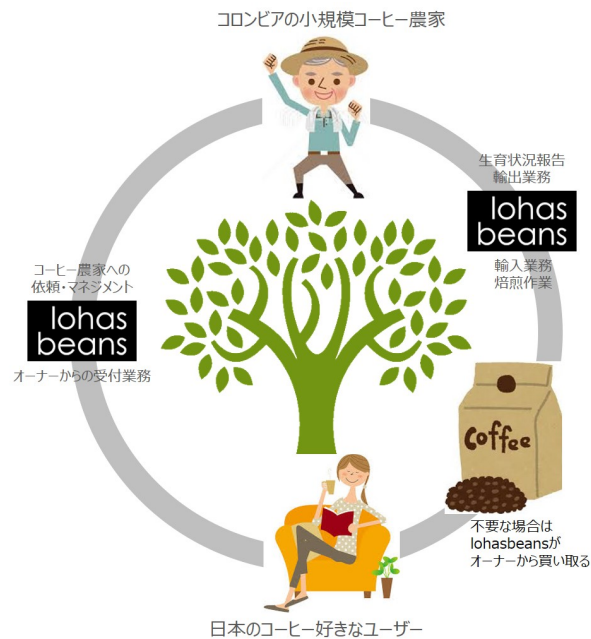 コロンビアの小規模コーヒー農家
生育状況報告
輸出業務
lohas
beans
輸入業務
焙煎作業
コーヒー農家への
依頼・マネジメント
lohas
beans
オーナーからの受付業務
Coffee
不要な場合は
lohasbeansが
オーナーから買い取る
日本のコーヒー好きなユーザー